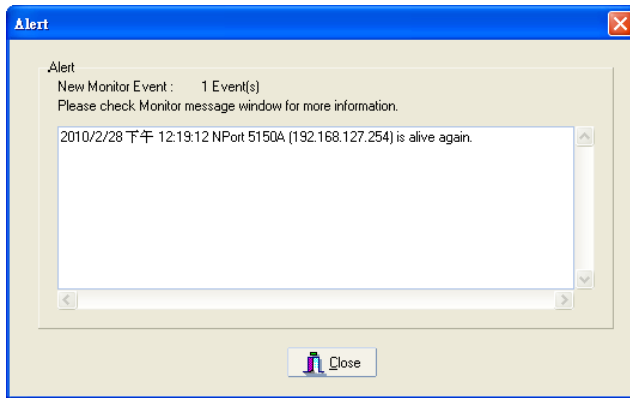 Alert
Alert
New Monitor Event : 1 Event(s)
Please check Monitor message window for more information.
2010/2/28 下午 12:19:12 NPort 5150A (192.168.127.254) is alive again.
Close